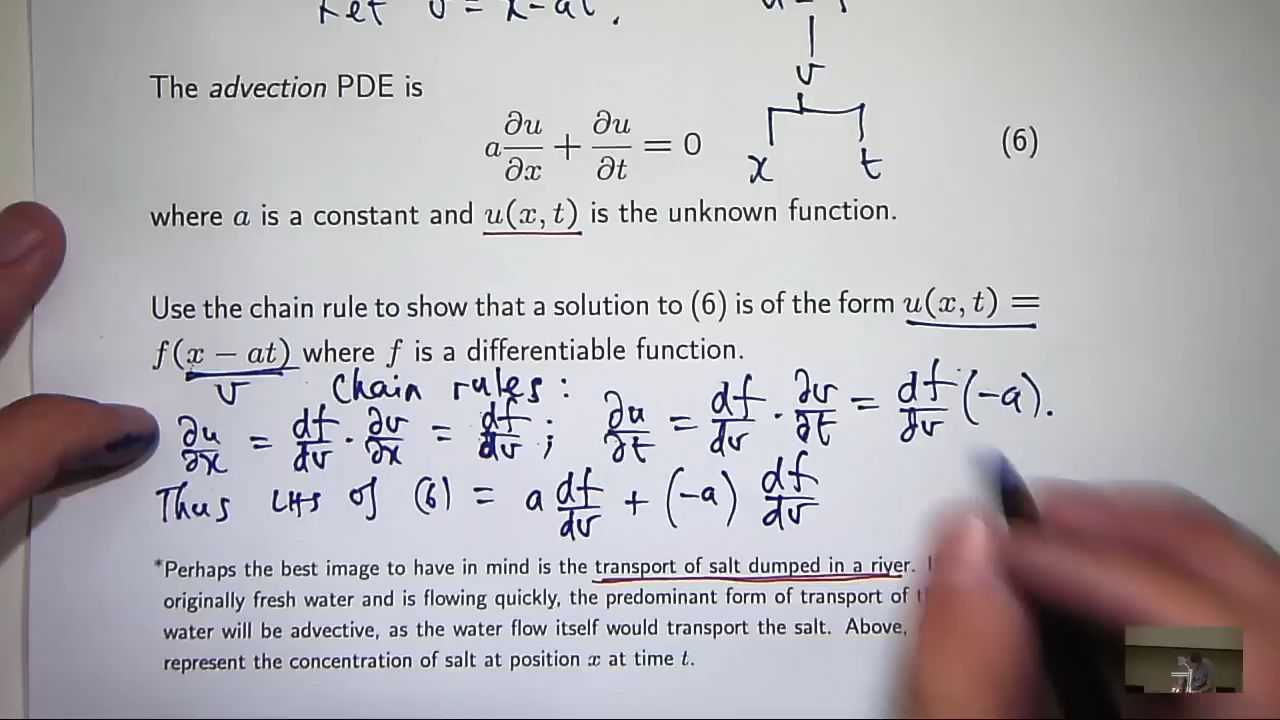 Let v = x-at.
u = f
v
The advection PDE is
a ∂u/∂x + ∂u/∂t = 0 (6)
x t
where a is a constant and u(x, t) is the unknown function.
Use the chain rule to show that a solution to (6) is of the form u(x, t) =
f(x − at) where f is a differentiable function.
v Chain rules:
∂u/∂x = df/dv · ∂v/∂x = df/dv ; ∂u/∂t = df/dv · ∂v/∂t = df/dv (-a).
Thus LHS of (6) = a df/dv + (-a) df/dv
*Perhaps the best image to have in mind is the transport of salt dumped in a river.
originally fresh water and is flowing quickly, the predominant form of transport of
water will be advective, as the water flow itself would transport the salt. Above,
represent the concentration of salt at position x at time t.